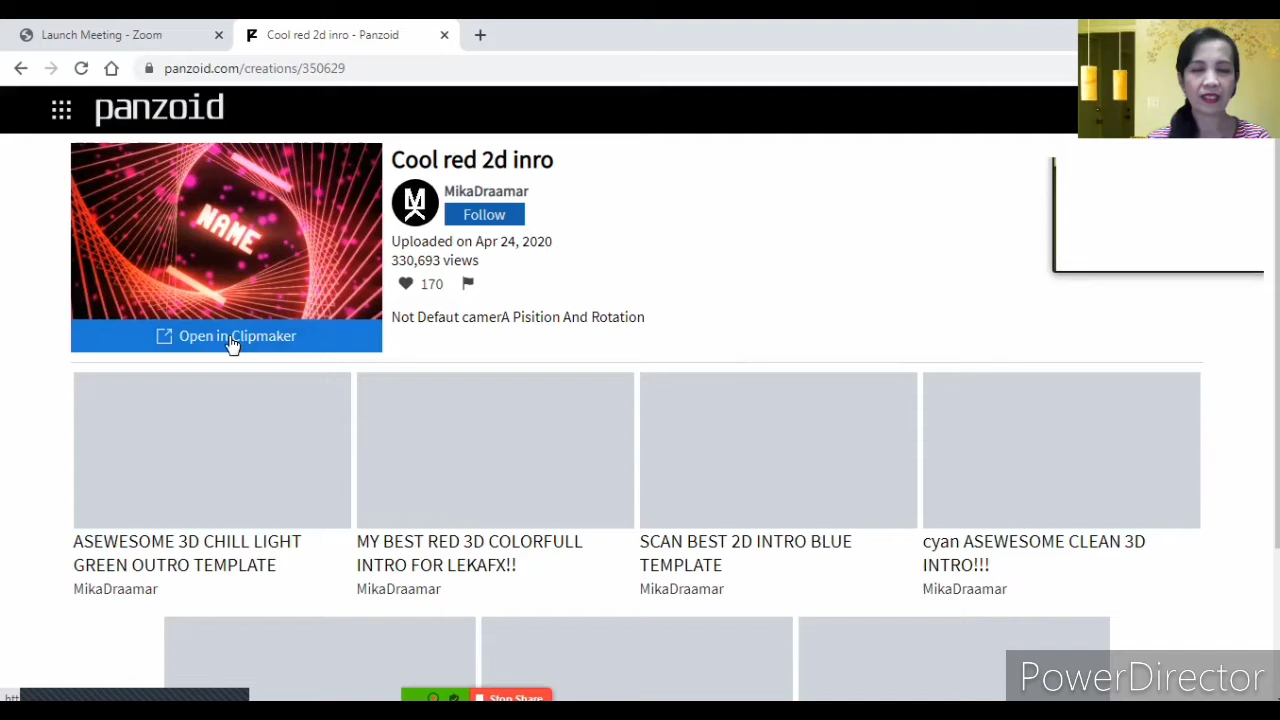 Launch Meeting - Zoom
Cool red 2d inro - Panzoid
panzoid.com/creations/350629
panzoid
NAME
Open in Clipmaker
Cool red 2d inro
MikaDraamar
Follow
Uploaded on Apr 24, 2020
330,693 views
170
Not Defaut camerA Pisition And Rotation
ASEWESOME 3D CHILL LIGHT
GREEN OUTRO TEMPLATE
MikaDraamar
MY BEST RED 3D COLORFULL
INTRO FOR LEKAFX!!
MikaDraamar
SCAN BEST 2D INTRO BLUE
TEMPLATE
MikaDraamar
cyan ASEWESOME CLEAN 3D
INTRO!!!
MikaDraamar
Stop Share
PowerDirector